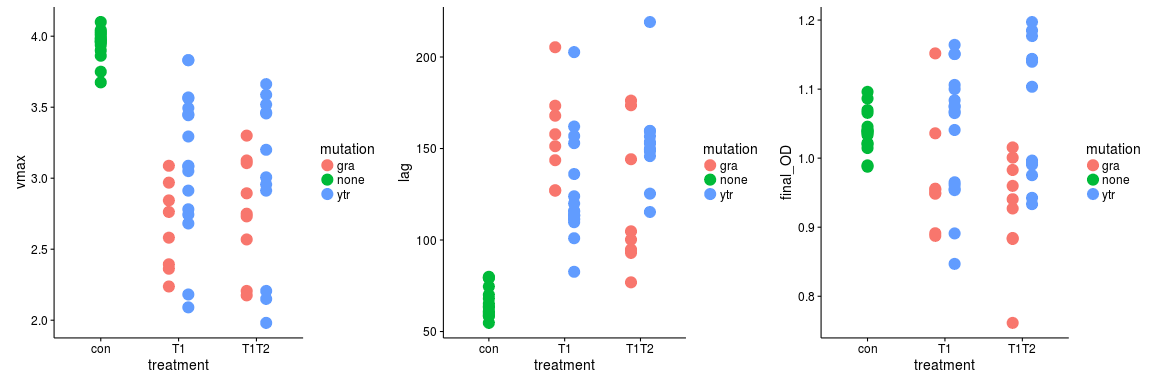 vmax
4.0
3.5
3.0
2.5
2.0
con
T1
T1T2
treatment
mutation
gra
none
ytr
lag
200
150
100
50
con
T1
T1T2
treatment
mutation
gra
none
ytr
final_OD
1.2
1.1
1.0
0.9
0.8
con
T1
T1T2
treatment
mutation
gra
none
ytr